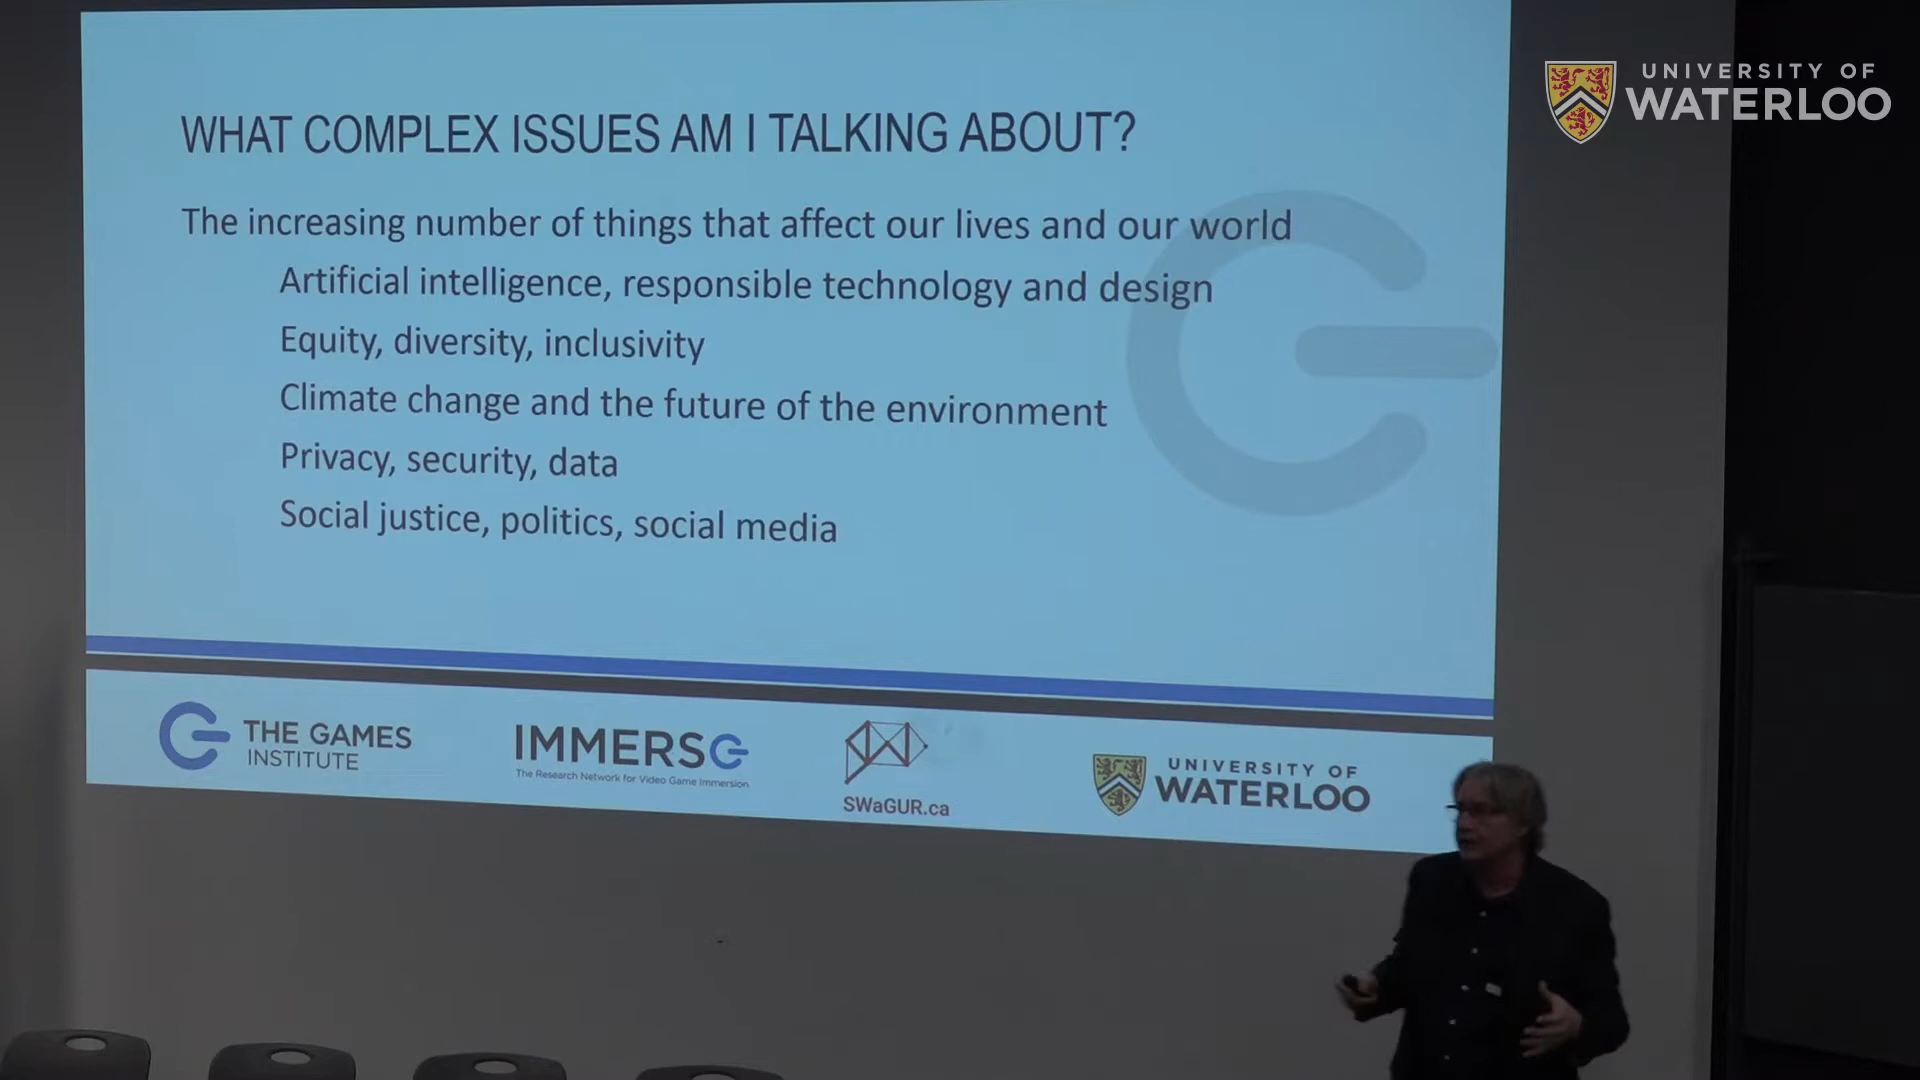 UNIVERSITY OF
WATERLOO
WHAT COMPLEX ISSUES AM I TALKING ABOUT?
The increasing number of things that affect our lives and our world
Artificial intelligence, responsible technology and design
Equity, diversity, inclusivity
Climate change and the future of the environment
Privacy, security, data
Social justice, politics, social media
THE GAMES
INSTITUTE
IMMERSe
The Research Network for Video Game Immersion
SWaGUR.ca
UNIVERSITY OF
WATERLOO